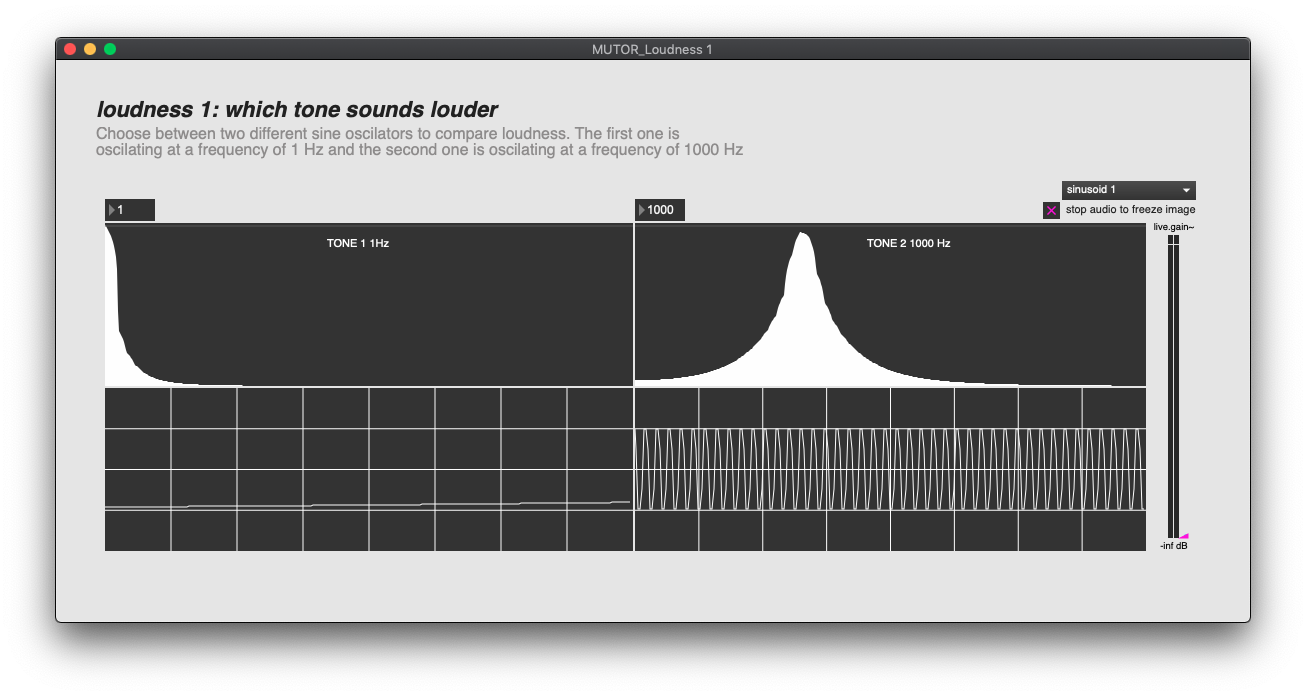 MUTOR_Loudness 1
loudness 1: which tone sounds louder
Choose between two different sine oscilators to compare loudness. The first one is
oscilating at a frequency of 1 Hz and the second one is oscilating at a frequency of 1000 Hz
sinusoid 1
1
1000
stop audio to freeze image
live.gain~
TONE 1 1Hz
TONE 2 1000 Hz
-inf dB